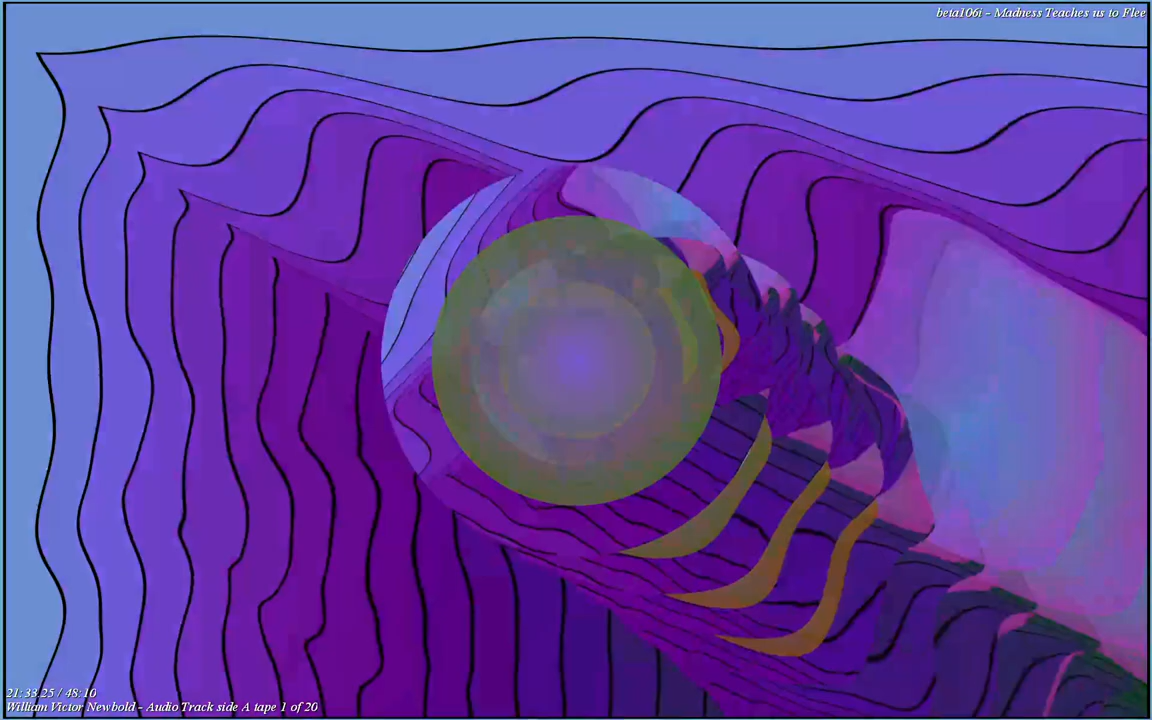 beta106i - Madness Teaches us to Flee
21:33.25 / 48:10
William Victor Newbold - Audio Track side A tape 1 of 20